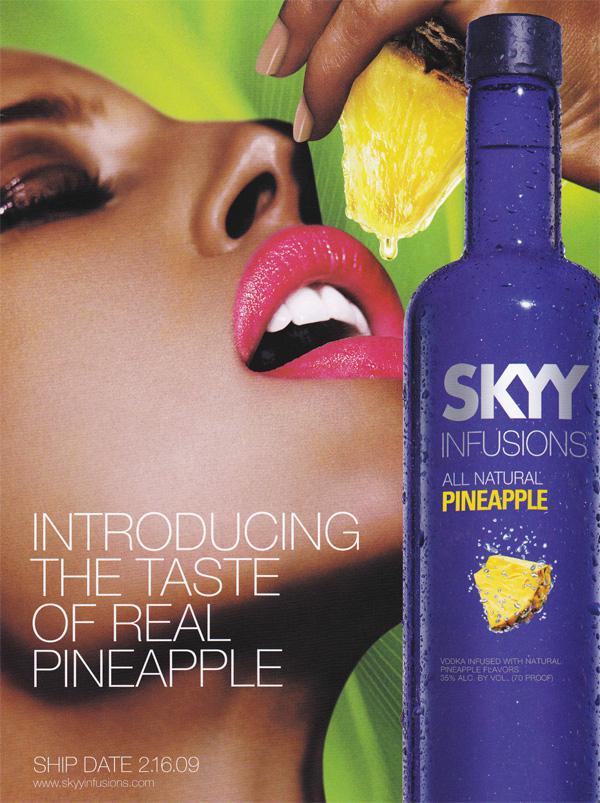 SKYY
INFUSIONS
ALL NATURAL
PINEAPPLE
INTRODUCING
THE TASTE
OF REAL
PINEAPPLE
VODKA INFUSED WITH NATURAL
PINEAPPLE FLAVORS
35% ALC. BY VOL. (70 PROOF)
SHIP DATE 2.16.09
www.skyyinfusions.com